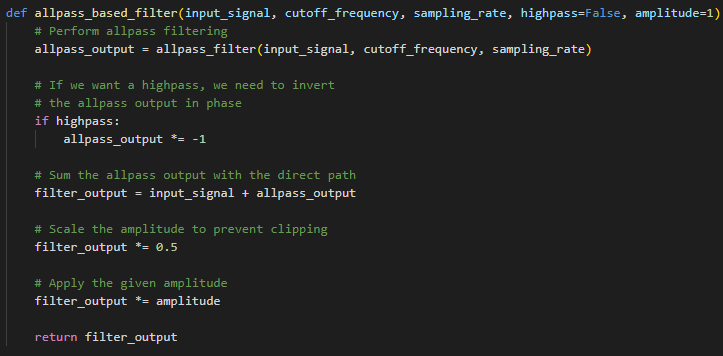 def allpass_based_filter(input_signal, cutoff_frequency, sampling_rate, highpass=False, amplitude=1)
    # Perform allpass filtering
    allpass_output = allpass_filter(input_signal, cutoff_frequency, sampling_rate)

    # If we want a highpass, we need to invert
    # the allpass output in phase
    if highpass:
        allpass_output *= -1

    # Sum the allpass output with the direct path
    filter_output = input_signal + allpass_output

    # Scale the amplitude to prevent clipping
    filter_output *= 0.5

    # Apply the given amplitude
    filter_output *= amplitude

    return filter_output